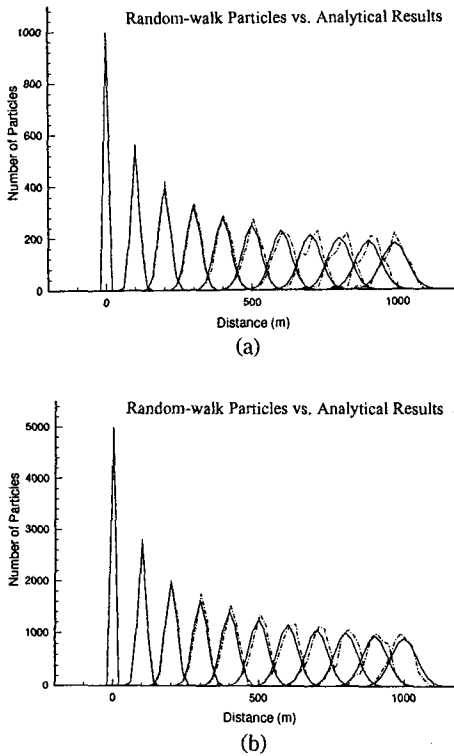 Random-walk Particles vs. Analytical Results
1000
800
600
400
200
0
Number of Particles
0
500
1000
Distance (m)
(a)
Random-walk Particles vs. Analytical Results
5000
4000
3000
2000
1000
0
Number of Particles
0
500
1000
Distance (m)
(b)